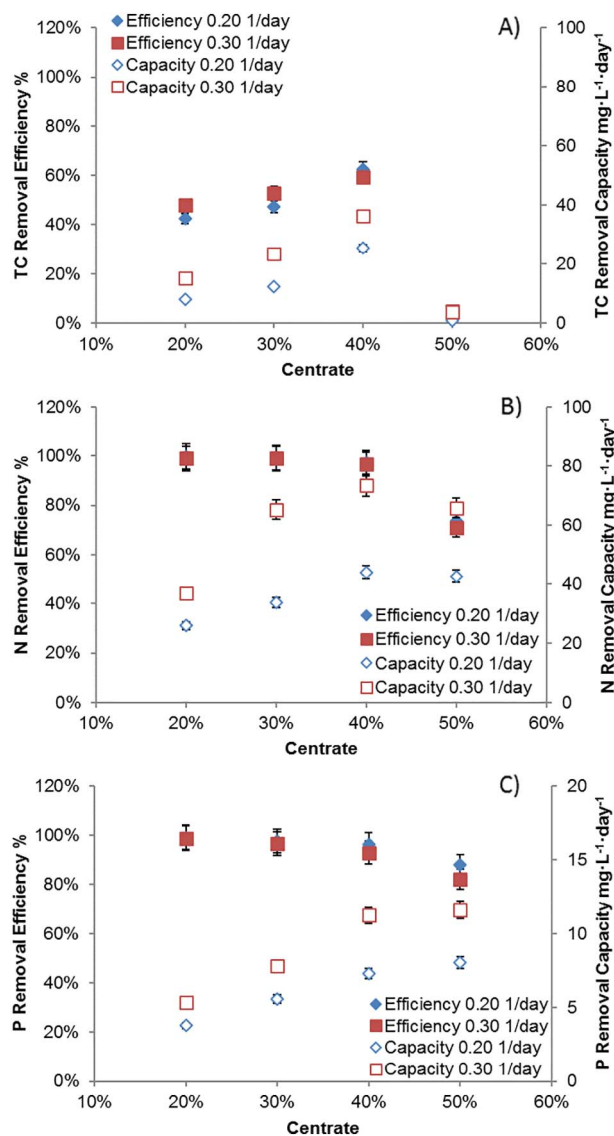 A)
Efficiency 0.20 1/day
Efficiency 0.30 1/day
Capacity 0.20 1/day
Capacity 0.30 1/day
TC Removal Efficiency %
120%
100%
80%
60%
40%
20%
0%
TC Removal Capacity mg·L-1·day-1
100
80
60
40
20
0
10% 20% 30% 40% 50% 60%
Centrate
B)
N Removal Efficiency %
120%
100%
80%
60%
40%
20%
0%
Efficiency 0.20 1/day
Efficiency 0.30 1/day
Capacity 0.20 1/day
Capacity 0.30 1/day
N Removal Capacity mg·L-1·day-1
100
80
60
40
20
0
10% 20% 30% 40% 50% 60%
Centrate
C)
P Removal Efficiency %
120%
100%
80%
60%
40%
20%
0%
Efficiency 0.20 1/day
Efficiency 0.30 1/day
Capacity 0.20 1/day
Capacity 0.30 1/day
P Removal Capacity mg·L-1·day-1
20
15
10
5
0
10% 20% 30% 40% 50% 60%
Centrate